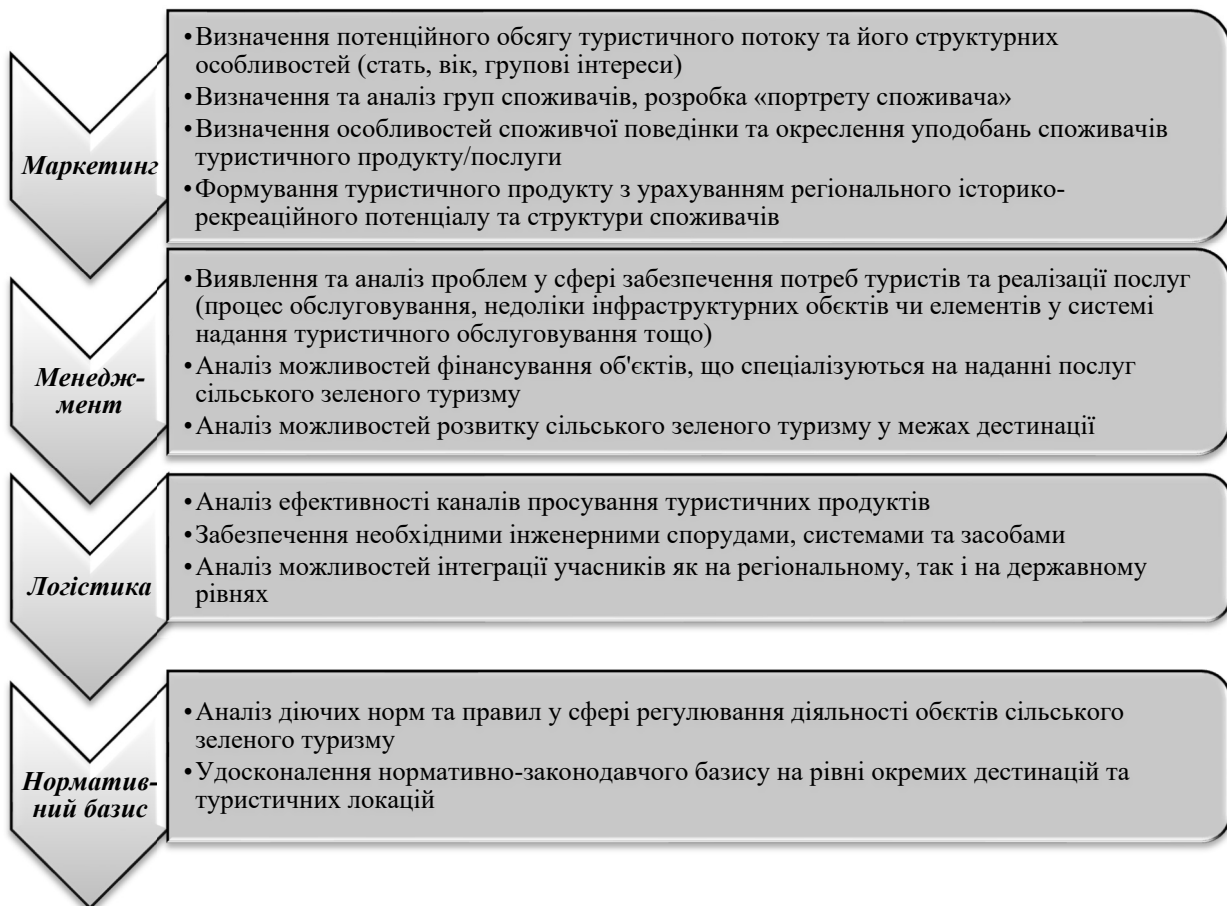 Маркетинг
•Визначення потенційного обсягу туристичного потоку та його структурних
особливостей (стать, вік, групові інтереси)
•Визначення та аналіз груп споживачів, розробка «портрету споживача»
•Визначення особливостей споживчої поведінки та окреслення уподобань споживачів
туристичного продукту/послуги
•Формування туристичного продукту з урахуванням регіонального історико-
рекреаційного потенціалу та структури споживачів
Менедж-
мент
•Виявлення та аналіз проблем у сфері забезпечення потреб туристів та реалізації послуг
(процес обслуговування, недоліки інфраструктурних обєктів чи елементів у системі
надання туристичного обслуговування тощо)
•Аналіз можливостей фінансування об'єктів, що спеціалізуються на наданні послуг
сільського зеленого туризму
•Аналіз можливостей розвитку сільського зеленого туризму у межах дестинації
Логістика
•Аналіз ефективності каналів просування туристичних продуктів
•Забезпечення необхідними інженерними спорудами, системами та засобами
•Аналіз можливостей інтеграції учасників як на регіональному, так і на державному
рівнях
Норматив-
ний базис
•Аналіз діючих норм та правил у сфері регулювання діяльності обєктів сільського
зеленого туризму
•Удосконалення нормативно-законодавчого базису на рівні окремих дестинацій та
туристичних локацій